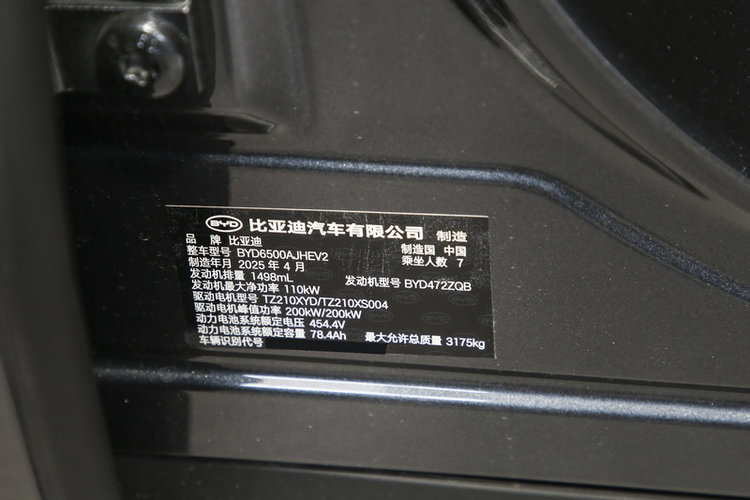 BYD 比亚迪汽车有限公司 制造
品 牌 比亚迪 制造国 中国
整车型号 BYD6500AJHEV2 乘坐人数 7
制造年月 2025 年 4 月
发动机排量 1498mL 发动机型号 BYD472ZQB
发动机最大净功率 110kW
驱动电机型号 TZ210XYD/TZ210XS004
驱动电机峰值功率 200kW/200kW
动力电池系统额定电压 454.4V
动力电池系统额定容量 78.4Ah 最大允许总质量 3175kg
车辆识别代号